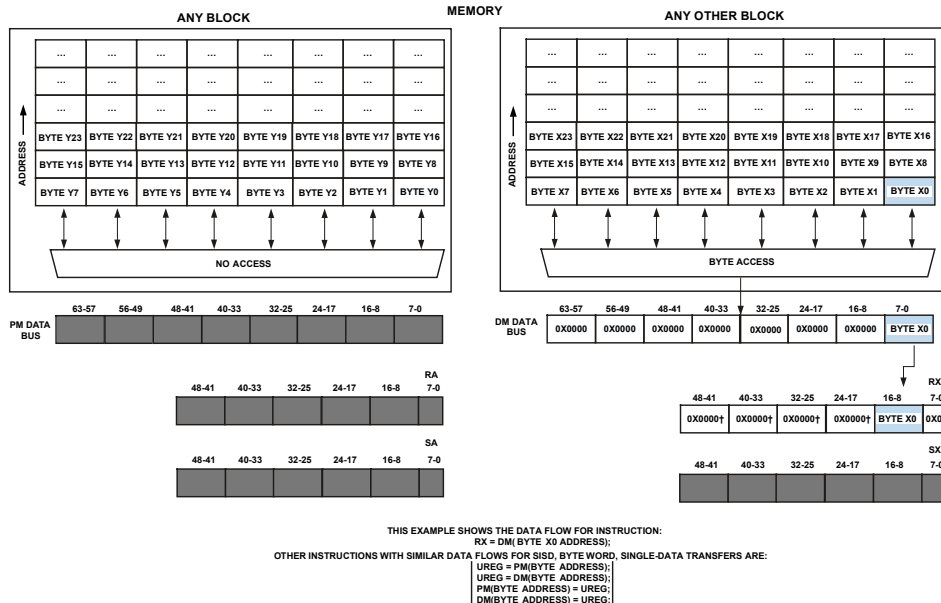 MEMORY
ANY BLOCK
ANY OTHER BLOCK
ADDRESS
... ... ... ... ... ... ... ...
... ... ... ... ... ... ... ...
... ... ... ... ... ... ... ...
BYTE Y23 BYTE Y22 BYTE Y21 BYTE Y20 BYTE Y19 BYTE Y18 BYTE Y17 BYTE Y16
BYTE Y15 BYTE Y14 BYTE Y13 BYTE Y12 BYTE Y11 BYTE Y10 BYTE Y9 BYTE Y8
BYTE Y7 BYTE Y6 BYTE Y5 BYTE Y4 BYTE Y3 BYTE Y2 BYTE Y1 BYTE Y0
NO ACCESS
ADDRESS
... ... ... ... ... ... ... ...
... ... ... ... ... ... ... ...
... ... ... ... ... ... ... ...
BYTE X23 BYTE X22 BYTE X21 BYTE X20 BYTE X19 BYTE X18 BYTE X17 BYTE X16
BYTE X15 BYTE X14 BYTE X13 BYTE X12 BYTE X11 BYTE X10 BYTE X9 BYTE X8
BYTE X7 BYTE X6 BYTE X5 BYTE X4 BYTE X3 BYTE X2 BYTE X1 BYTE X0
BYTE ACCESS
63-57 56-49 48-41 40-33 32-25 24-17 16-8 7-0
PM DATA
BUS
63-57 56-49 48-41 40-33 32-25 24-17 16-8 7-0
DM DATA
BUS
0X0000 0X0000 0X0000 0X0000 0X0000 0X0000 0X0000 BYTE X0
RA
48-41 40-33 32-25 24-17 16-8 7-0
SA
48-41 40-33 32-25 24-17 16-8 7-0
RX
48-41 40-33 32-25 24-17 16-8 7-0
0X0000† 0X0000† 0X0000† 0X0000† BYTE X0
SX
48-41 40-33 32-25 24-17 16-8 7-0
THIS EXAMPLE SHOWS THE DATA FLOW FOR INSTRUCTION:
RX = DM( BYTE X0 ADDRESS);
OTHER INSTRUCTIONS WITH SIMILAR DATA FLOWS FOR SISD, BYTE WORD, SINGLE-DATA TRANSFERS ARE:
UREG = PM(BYTE ADDRESS);
UREG = DM(BYTE ADDRESS);
PM(BYTE ADDRESS) = UREG;
DM(BYTE ADDRESS) = UREG;